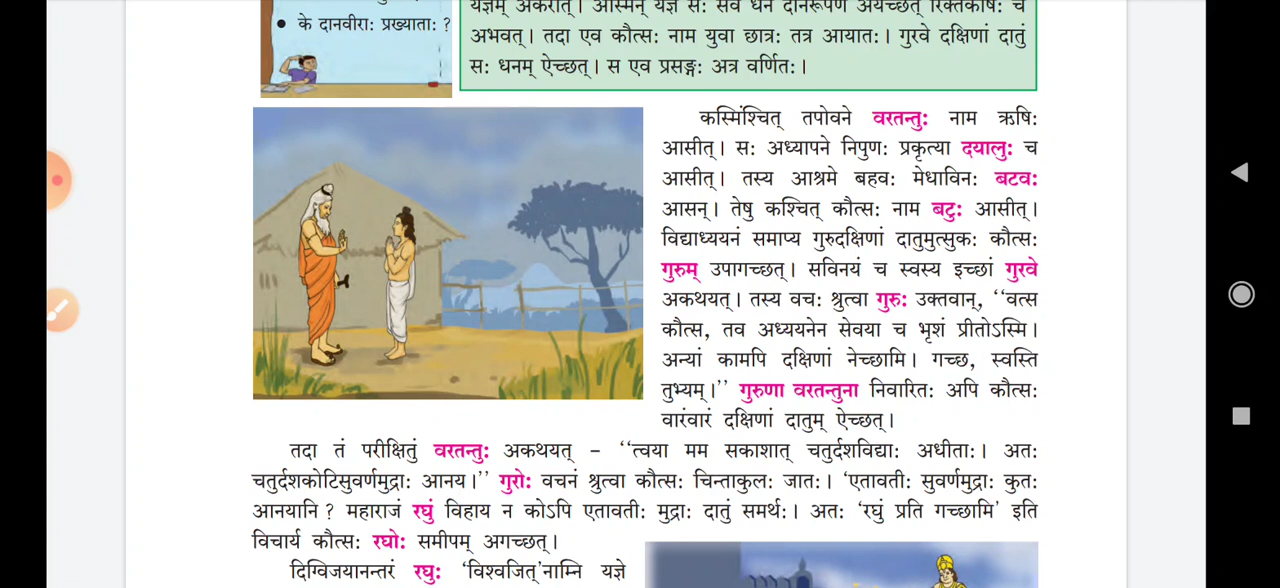 • के दानवीराः प्रख्याताः ?
यज्ञम् अकरोत्। अस्मिन् यज्ञे सः सर्वं धनं दानरूपेण अयच्छत् रिक्तकोषः च
अभवत्। तदा एव कौत्सः नाम युवा छात्रः तत्र आयातः। गुरवे दक्षिणां दातुं
सः धनम् ऐच्छत्। स एव प्रसङ्गः अत्र वर्णितः।
कस्मिंश्चित् तपोवने वरतन्तुः नाम ऋषिः
आसीत्। सः अध्यापने निपुणः प्रकृत्या दयालुः च
आसीत्। तस्य आश्रमे बहवः मेधाविनः बटवः
आसन्। तेषु कश्चित् कौत्सः नाम बटुः आसीत्।
विद्याध्ययनं समाप्य गुरुदक्षिणां दातुमुत्सुकः कौत्सः
गुरुम् उपागच्छत्। सविनयं च स्वस्य इच्छां गुरवे
अकथयत्। तस्य वचः श्रुत्वा गुरुः उक्तवान्, ‘‘वत्स
कौत्स, तव अध्ययनेन सेवया च भृशं प्रीतोऽस्मि।
अन्यां कामपि दक्षिणां नेच्छामि। गच्छ, स्वस्ति
तुभ्यम्।’’ गुरुणा वरतन्तुना निवारितः अपि कौत्सः
वारंवारं दक्षिणां दातुम् ऐच्छत्।
तदा तं परीक्षितुं वरतन्तुः अकथयत् – ‘‘त्वया मम सकाशात् चतुर्दशविद्याः अधीताः। अतः
चतुर्दशकोटिसुवर्णमुद्राः आनय।’’ गुरोः वचनं श्रुत्वा कौत्सः चिन्ताकुलः जातः। ‘एतावतीः सुवर्णमुद्राः कुतः
आनयानि ? महाराजं रघुं विहाय न कोऽपि एतावतीः मुद्राः दातुं समर्थः। अतः ‘रघुं प्रति गच्छामि’ इति
विचार्य कौत्सः रघोः समीपम् अगच्छत्।
दिग्विजयानन्तरं रघुः ‘विश्वजित्’नाम्नि यज्ञे